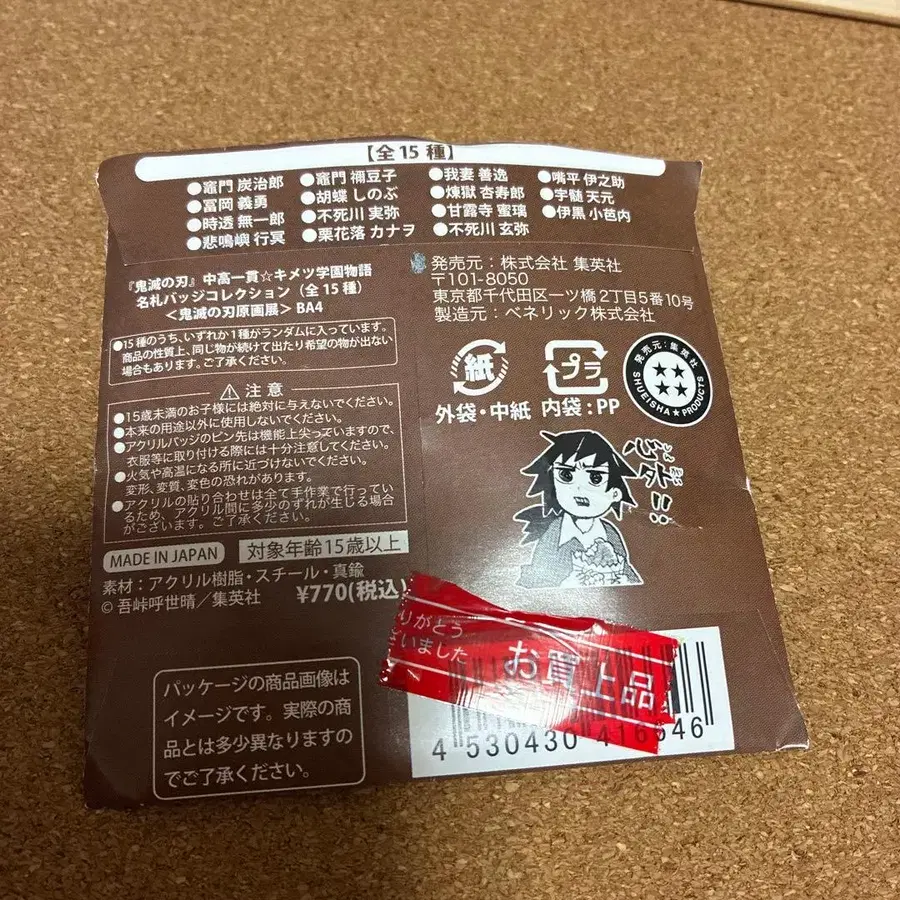 【全15種】
●竈門 炭治郎 ●竈門 禰豆子 ●我妻 善逸 ●嘴平 伊之助
●冨岡 義勇 ●胡蝶 しのぶ ●煉獄 杏寿郎 ●宇髄 天元
●時透 無一郎 ●不死川 実弥 ●甘露寺 蜜璃 ●伊黒 小芭内
●悲鳴嶼 行冥 ●栗花落 カナヲ ●不死川 玄弥
『鬼滅の刃』中高一貫☆キメツ学園物語
名札バッジコレクション(全15種)
<鬼滅の刃原画展> BA4
●15種のうち、いずれか1種がランダムに入っています。
商品の性質上、同じ物が続けて出たり希望の物が出ない
場合もあります。ご了承ください。
⚠注意
●15歳未満のお子様には絶対に与えないでください。
●本来の用途以外に使用しないでください。
●アクリルバッジのピン先は機能上尖っていますので、
衣服等に取り付ける際には十分注意してください。
●火気や高温になる所に近づけないでください。
変形、変質、変色の恐れがあります。
●アクリルの貼り合わせは全て手作業で行ってい
るため、アクリル間に多少のずれが生じる場合
がございます。ご了承ください。
MADE IN JAPAN 対象年齢15歳以上
素材:アクリル樹脂・スチール・真鍮
©吾峠呼世晴/集英社 ¥770(税込)
パッケージの商品画像は
イメージです。実際の商
品とは多少異なりますの
でご了承ください。
発売元:株式会社 集英社
〒101-8050
東京都千代田区一ツ橋2丁目5番10号
製造元:ベネリック株式会社
紙
外袋・中紙
プラ
内袋:PP
発売元:集英社
SHUEISHA★PRODUCTS
心外!!
しんがい
りがとう
ざいました
お買上品
4 530430 416646